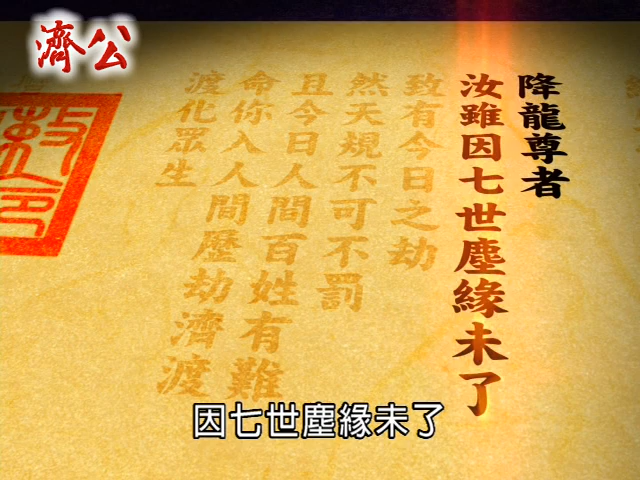 濟公
降龍尊者
汝雖因七世塵緣未了
致有今日之劫
然天規不可不罰
且今日人間百姓有難
命你入人間歷劫濟渡
渡化眾生
敕令
因七世塵緣未了